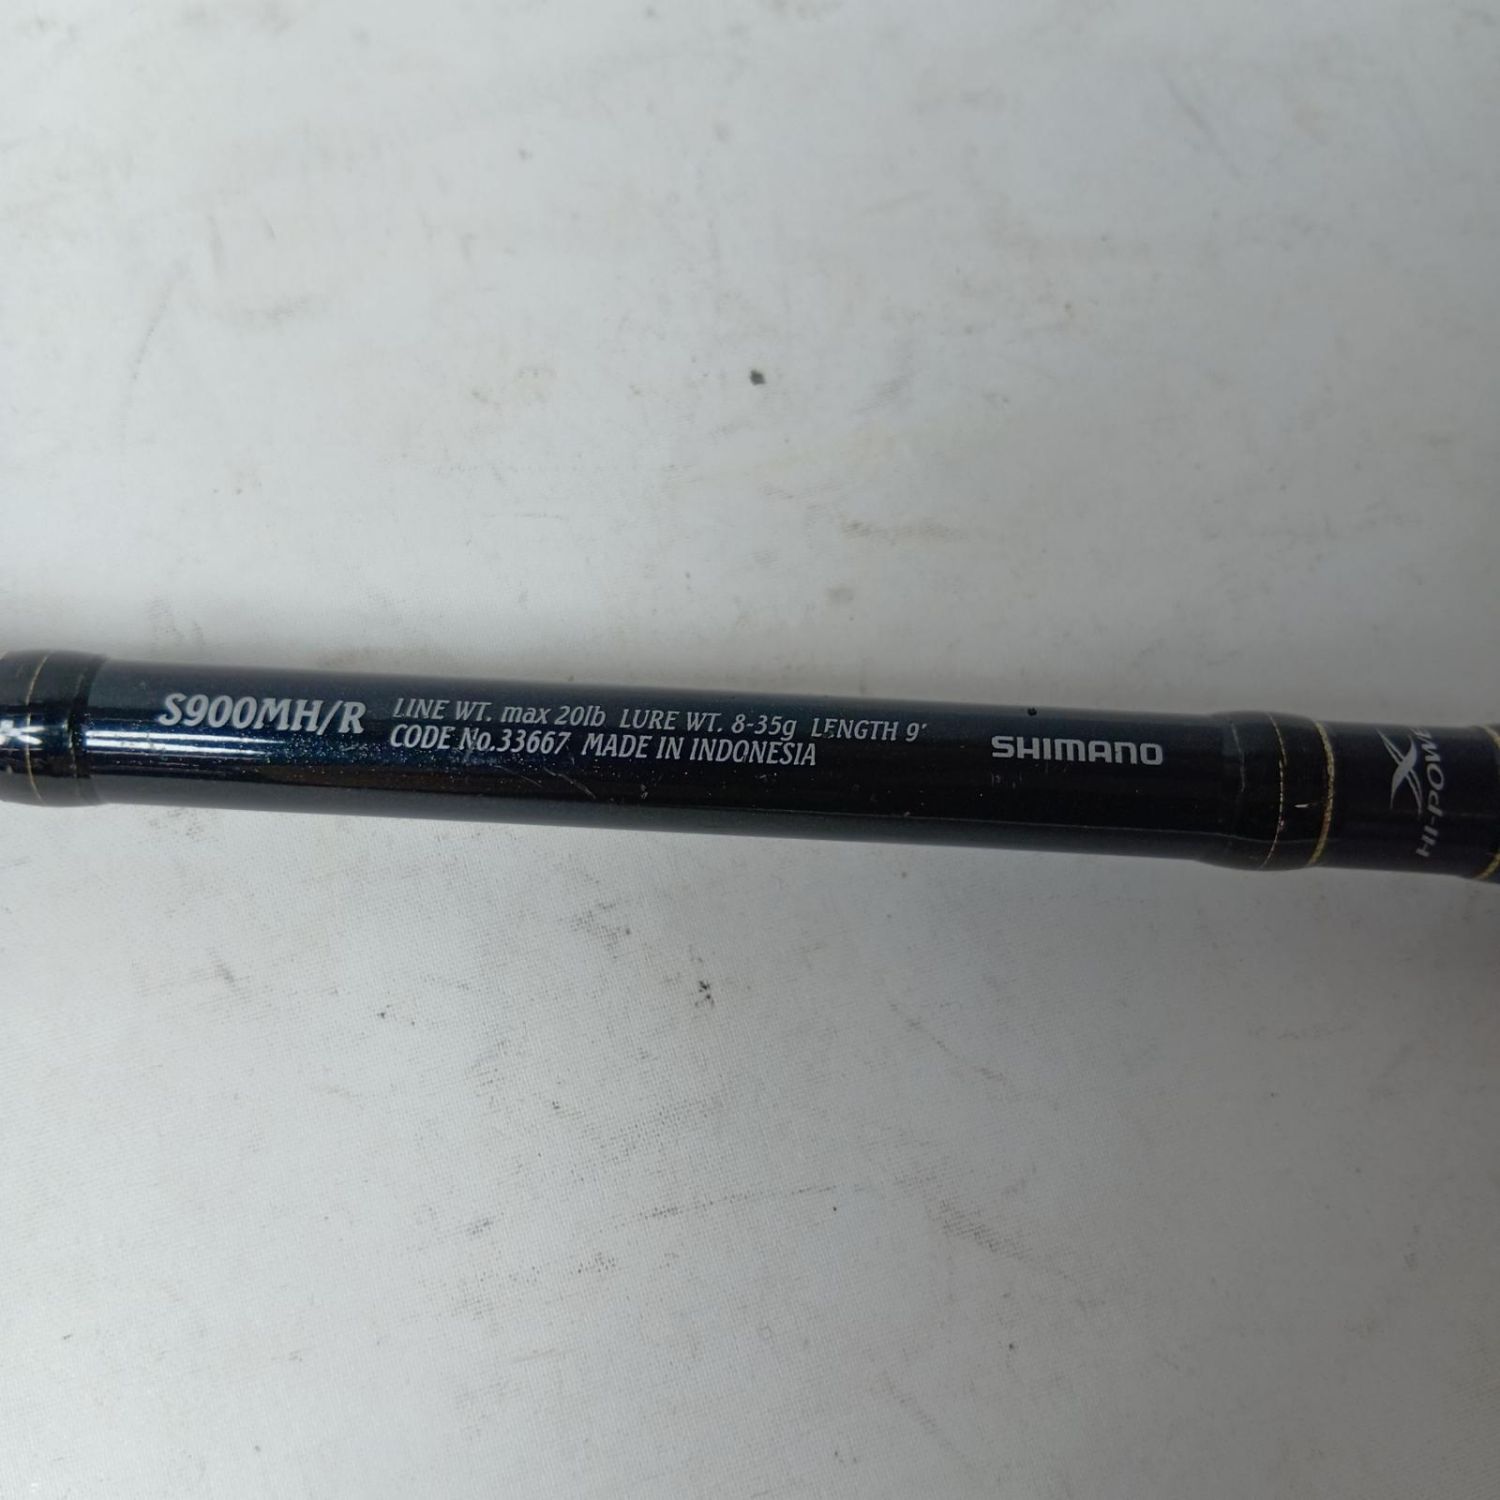 S900MH/R LINE WT. max 20lb LURE WT. 8-35g LENGTH 9'
CODE No.33667 MADE IN INDONESIA
SHIMANO
HI-POW
X